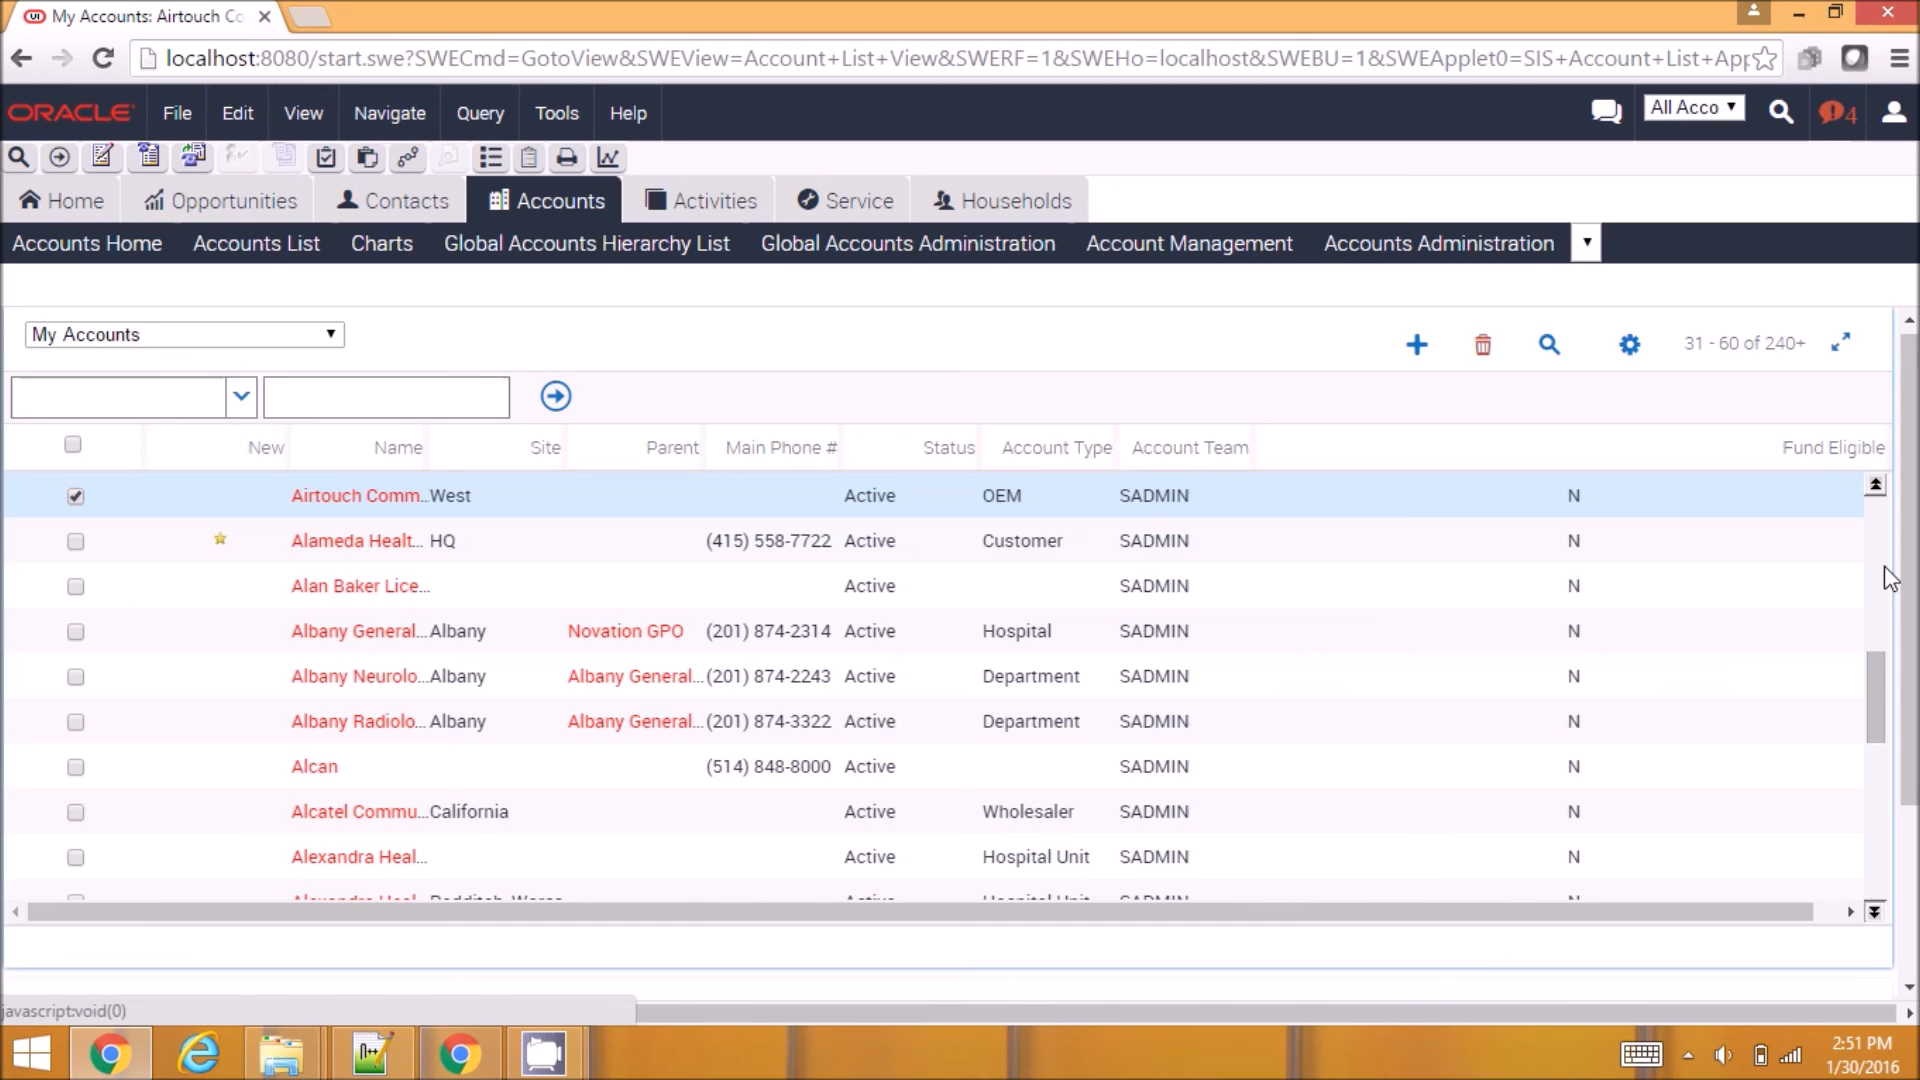 My Accounts: Airtouch Co
localhost:8080/start.swe?SWECmd=GotoView&SWEView=Account+List+View&SWERF=1&SWEHo=localhost&SWEBU=1&SWEApplet0=SIS+Account+List+App
ORACLE File Edit View Navigate Query Tools Help All Acco 4
Home Opportunities Contacts Accounts Activities Service Households
Accounts Home Accounts List Charts Global Accounts Hierarchy List Global Accounts Administration Account Management Accounts Administration
My Accounts 31 - 60 of 240+
New Name Site Parent Main Phone # Status Account Type Account Team Fund Eligible
Airtouch Comm... West Active OEM SADMIN N
Alameda Healt... HQ (415) 558-7722 Active Customer SADMIN N
Alan Baker Lice... Active SADMIN N
Albany General... Albany Novation GPO (201) 874-2314 Active Hospital SADMIN N
Albany Neurolo... Albany Albany General... (201) 874-2243 Active Department SADMIN N
Albany Radiolo... Albany Albany General... (201) 874-3322 Active Department SADMIN N
Alcan (514) 848-8000 Active SADMIN N
Alcatel Commu... California Active Wholesaler SADMIN N
Alexandra Heal... Active Hospital Unit SADMIN N
javascript:void(0)
2:51 PM
1/30/2016